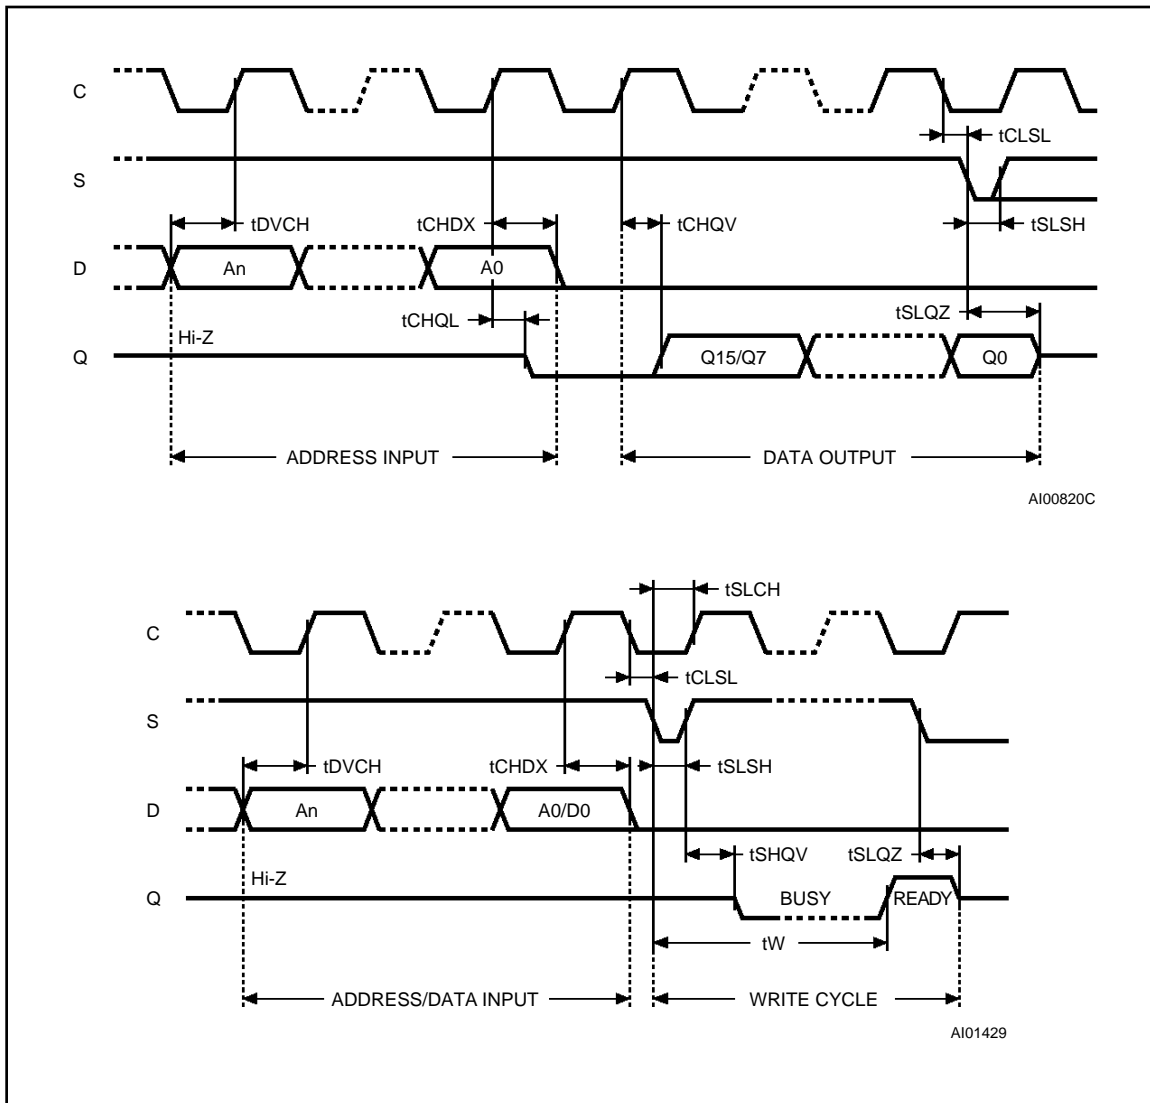 C
tCLSL
S
tDVCH
tCHDX
tCHQV
tSLSH
D
An
A0
tCHQL
tSLQZ
Hi-Z
Q
Q15/Q7
Q0
ADDRESS INPUT
DATA OUTPUT
AI00820C
tSLCH
C
tCLSL
S
tDVCH
tCHDX
tSLSH
D
An
A0/D0
tSHQV
tSLQZ
Hi-Z
Q
BUSY
READY
tW
ADDRESS/DATA INPUT
WRITE CYCLE
AI01429